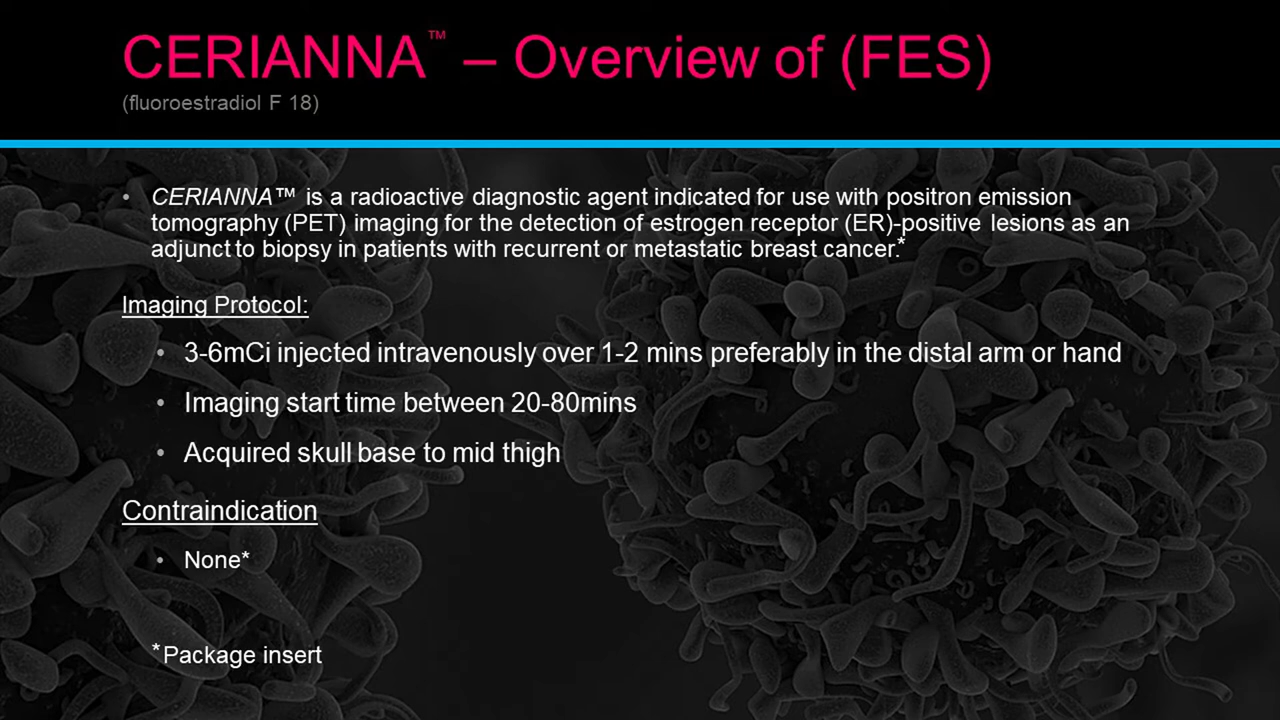 CERIANNA™ – Overview of (FES)
(fluoroestradiol F 18)
• CERIANNA™ is a radioactive diagnostic agent indicated for use with positron emission
tomography (PET) imaging for the detection of estrogen receptor (ER)-positive lesions as an
adjunct to biopsy in patients with recurrent or metastatic breast cancer.*
Imaging Protocol:
• 3-6mCi injected intravenously over 1-2 mins preferably in the distal arm or hand
• Imaging start time between 20-80mins
• Acquired skull base to mid thigh
Contraindication
• None*
*Package insert